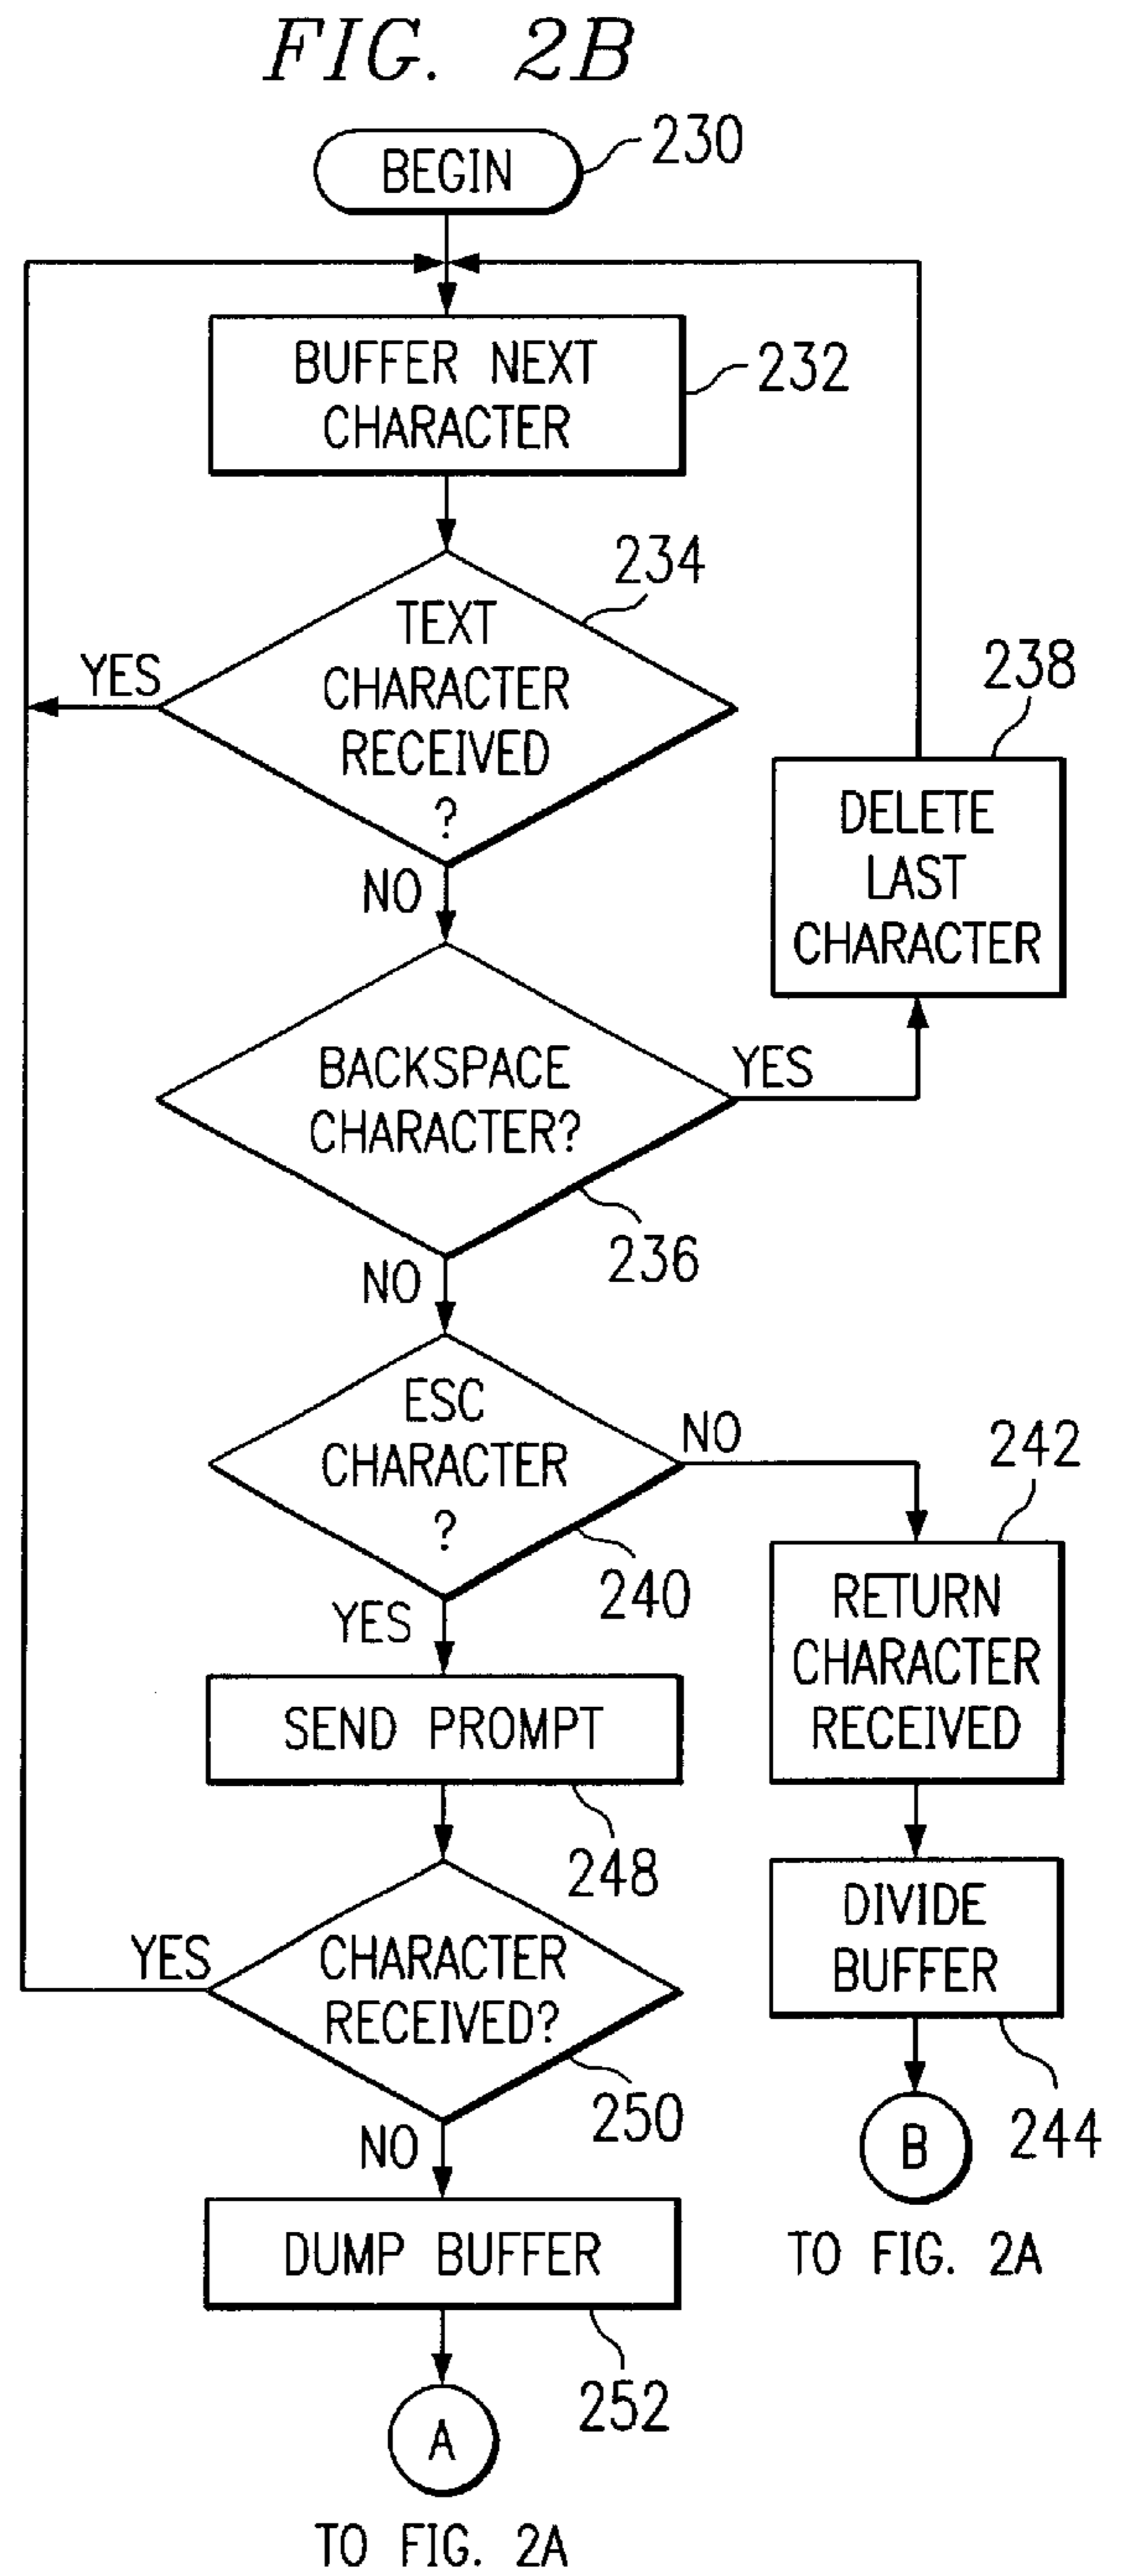 FIG. 2B
BEGIN
230
BUFFER NEXT
CHARACTER
232
234
TEXT
CHARACTER
RECEIVED
?
YES
NO
238
DELETE
LAST
CHARACTER
BACKSPACE
CHARACTER?
YES
236
NO
ESC
CHARACTER
?
NO
240
YES
242
RETURN
CHARACTER
RECEIVED
SEND PROMPT
248
DIVIDE
BUFFER
244
YES
CHARACTER
RECEIVED?
250
NO
B
TO FIG. 2A
DUMP BUFFER
252
A
TO FIG. 2A